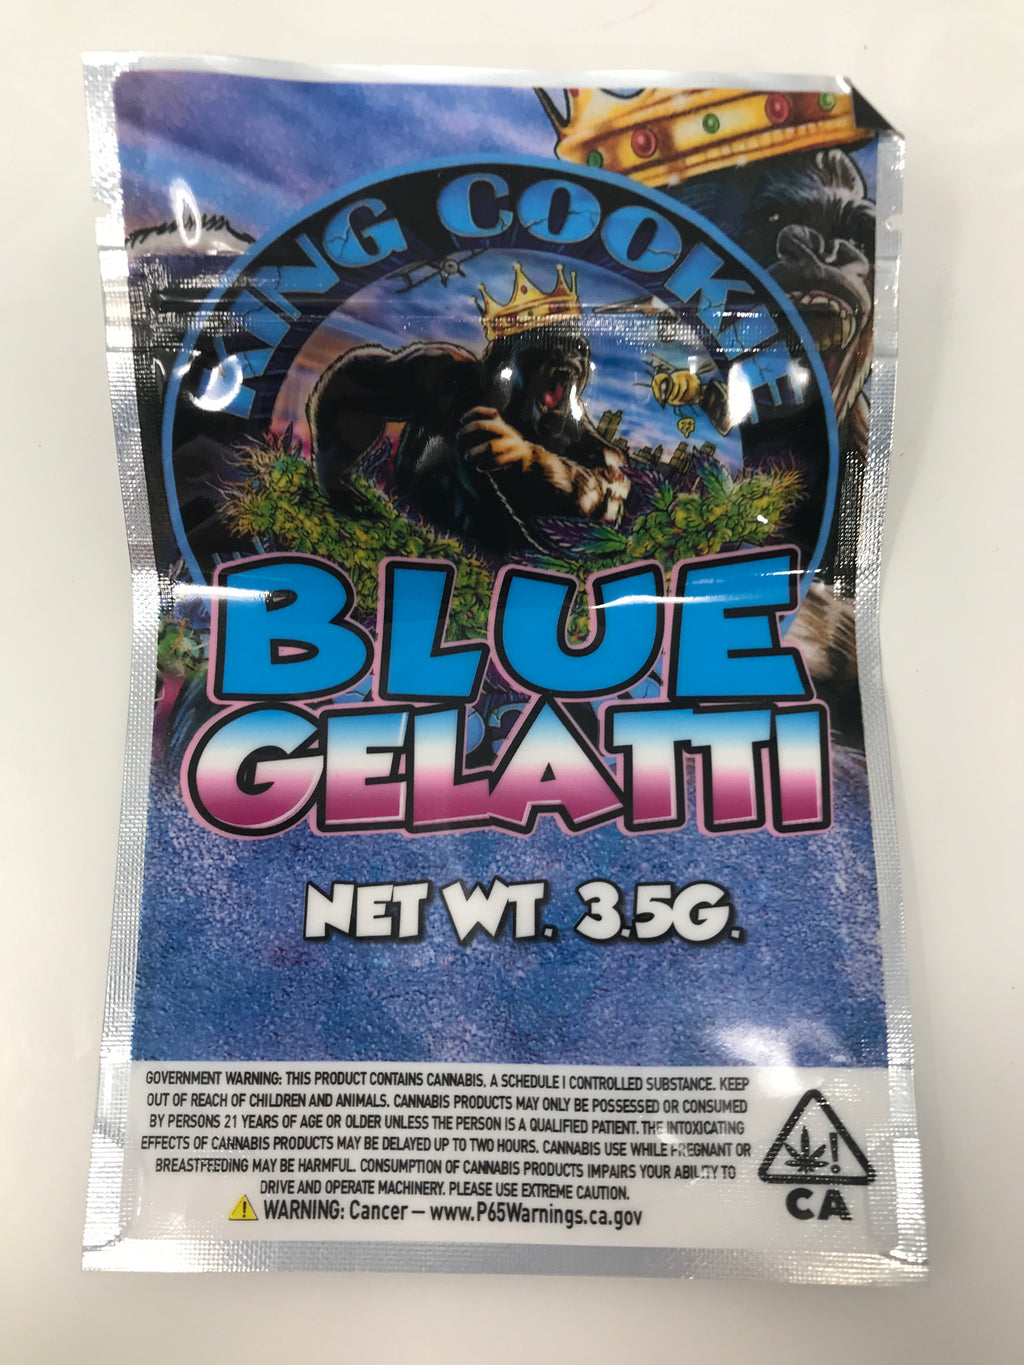 KING COOKIE
BLUE
GELATTI
NET WT. 3.5G.
GOVERNMENT WARNING: THIS PRODUCT CONTAINS CANNABIS, A SCHEDULE I CONTROLLED SUBSTANCE. KEEP
OUT OF REACH OF CHILDREN AND ANIMALS. CANNABIS PRODUCTS MAY ONLY BE POSSESSED OR CONSUMED
BY PERSONS 21 YEARS OF AGE OR OLDER UNLESS THE PERSON IS A QUALIFIED PATIENT. THE INTOXICATING
EFFECTS OF CANNABIS PRODUCTS MAY BE DELAYED UP TO TWO HOURS. CANNABIS USE WHILE PREGNANT OR
BREASTFEEDING MAY BE HARMFUL. CONSUMPTION OF CANNABIS PRODUCTS IMPAIRS YOUR ABILITY TO
DRIVE AND OPERATE MACHINERY. PLEASE USE EXTREME CAUTION.
WARNING: Cancer – www.P65Warnings.ca.gov
CA